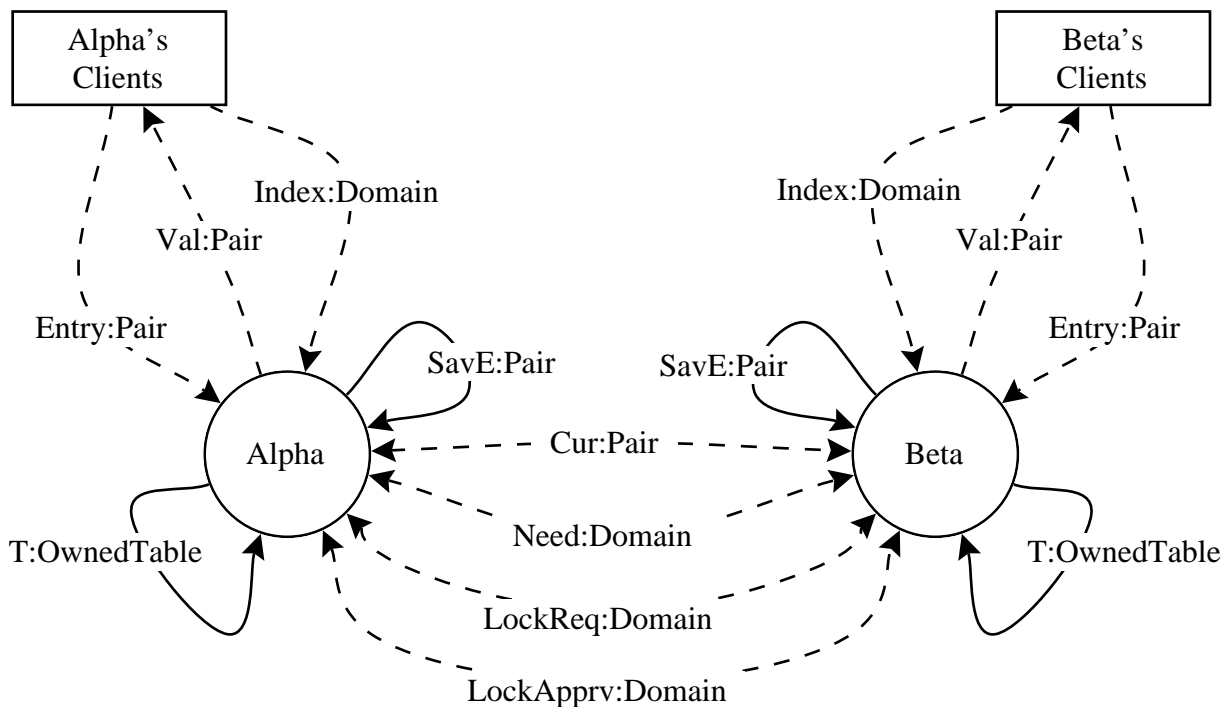 Alpha's
Clients
Beta's
Clients
Index:Domain
Index:Domain
Val:Pair
Val:Pair
Entry:Pair
Entry:Pair
SavE:Pair
SavE:Pair
Alpha
Cur:Pair
Beta
Need:Domain
T:OwnedTable
T:OwnedTable
LockReq:Domain
LockApprv:Domain